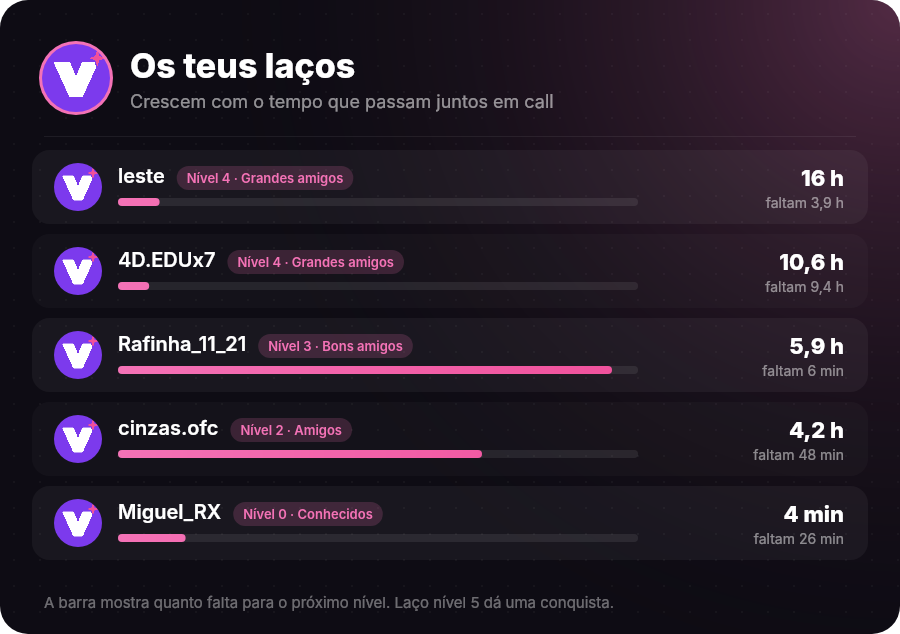 Os teus laços
Crescem com o tempo que passam juntos em call
leste Nível 4 · Grandes amigos 16 h
faltam 3,9 h
4D.EDUx7 Nível 4 · Grandes amigos 10,6 h
faltam 9,4 h
Rafinha_11_21 Nível 3 · Bons amigos 5,9 h
faltam 6 min
cinzas.ofc Nível 2 · Amigos 4,2 h
faltam 48 min
Miguel_RX Nível 0 · Conhecidos 4 min
faltam 26 min
A barra mostra quanto falta para o próximo nível. Laço nível 5 dá uma conquista.